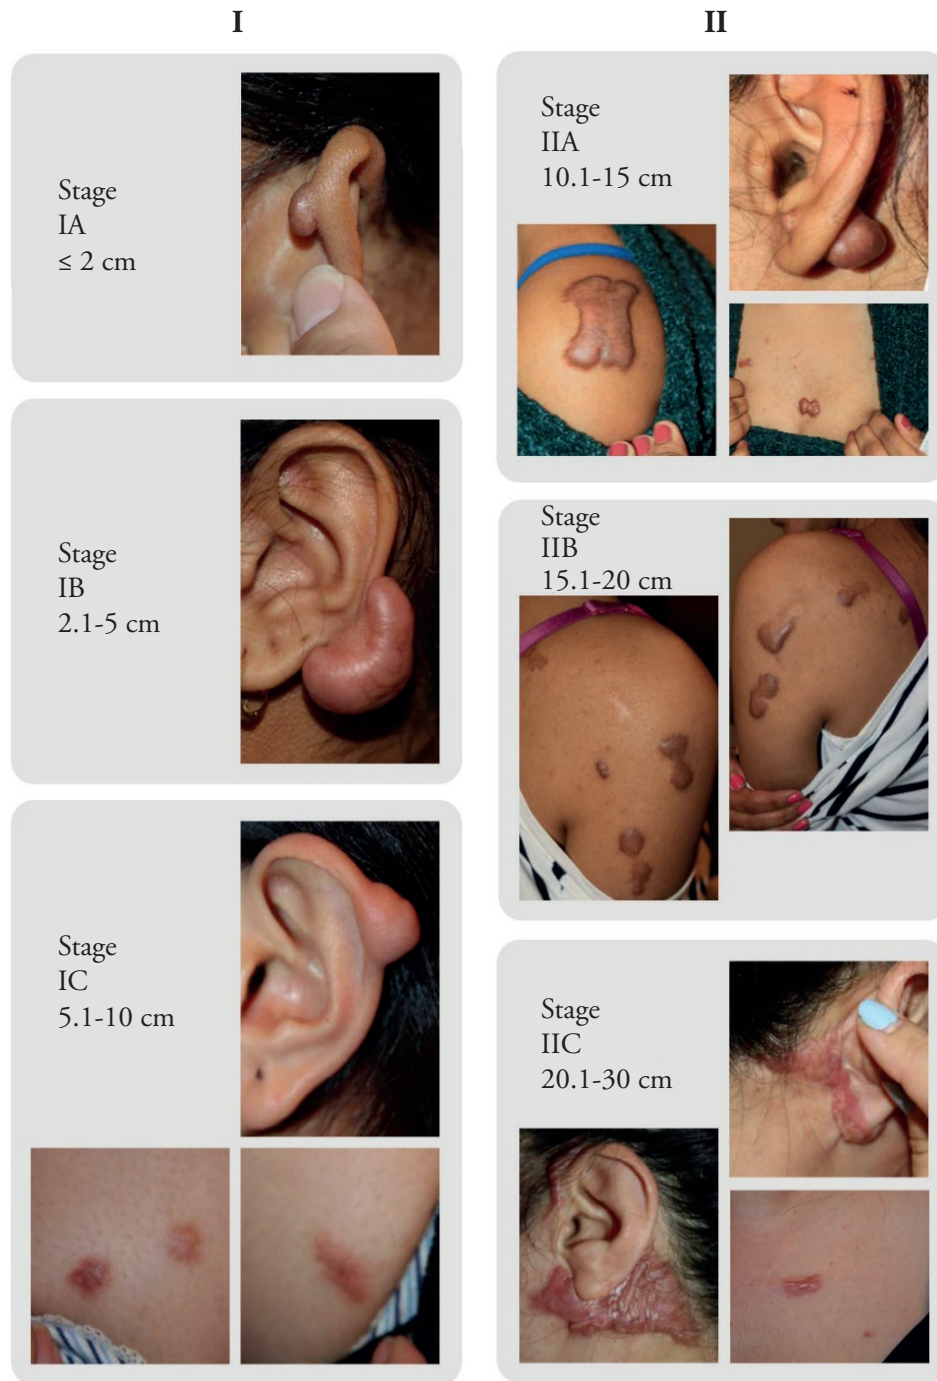 I
II
Stage
IA
≤ 2 cm
Stage
IB
2.1-5 cm
Stage
IC
5.1-10 cm
Stage
IIA
10.1-15 cm
Stage
IIB
15.1-20 cm
Stage
IIC
20.1-30 cm